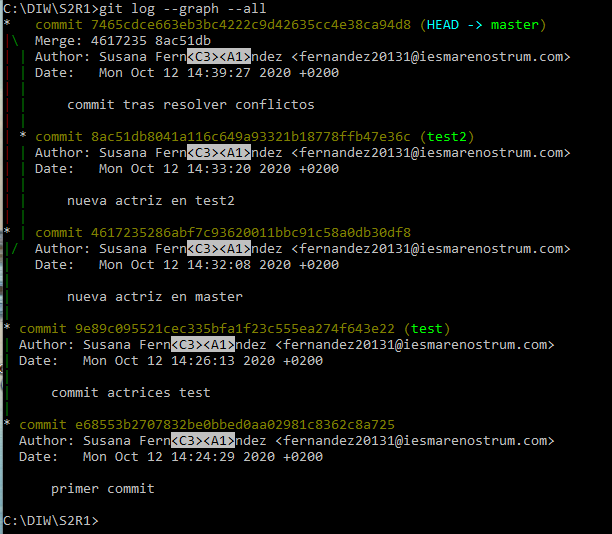 C:\DIW\S2R1>git log --graph --all
*   commit 7465cdce663eb3bc4222c9d42635cc4e38ca94d8 (HEAD -> master)
|\  Merge: 4617235 8ac51db
| | Author: Susana Fern<C3><A1>ndez <fernandez20131@iesmarenostrum.com>
| | Date:   Mon Oct 12 14:39:27 2020 +0200
| |
| |     commit tras resolver conflictos
| |
| * commit 8ac51db8041a116c649a93321b18778ffb47e36c (test2)
| | Author: Susana Fern<C3><A1>ndez <fernandez20131@iesmarenostrum.com>
| | Date:   Mon Oct 12 14:33:20 2020 +0200
| |
| |     nueva actriz en test2
| |
* | commit 4617235286abf7c93620011bbc91c58a0db30df8
|/  Author: Susana Fern<C3><A1>ndez <fernandez20131@iesmarenostrum.com>
|   Date:   Mon Oct 12 14:32:08 2020 +0200
|
|       nueva actriz en master
|
* commit 9e89c095521cec335bfa1f23c555ea274f643e22 (test)
| Author: Susana Fern<C3><A1>ndez <fernandez20131@iesmarenostrum.com>
| Date:   Mon Oct 12 14:26:13 2020 +0200
|
|     commit actrices test
|
* commit e68553b2707832be0bbed0aa02981c8362c8a725
  Author: Susana Fern<C3><A1>ndez <fernandez20131@iesmarenostrum.com>
  Date:   Mon Oct 12 14:24:29 2020 +0200

      primer commit

C:\DIW\S2R1>